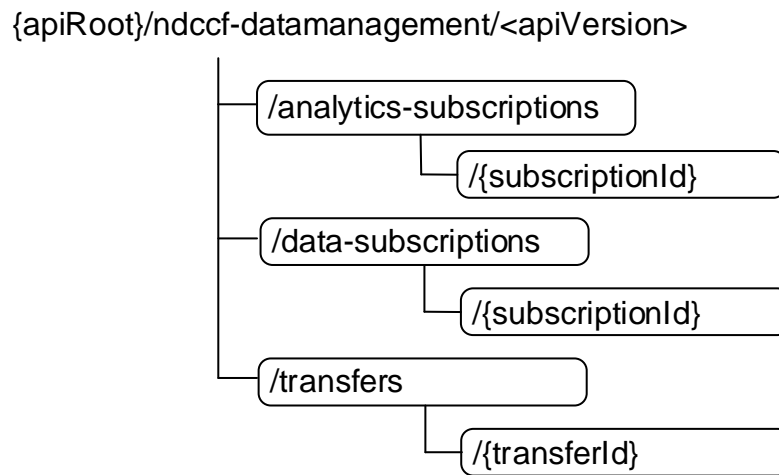 {apiRoot}/ndccf-datamanagement/<apiVersion>
/analytics-subscriptions
/{subscriptionId}
/data-subscriptions
/{subscriptionId}
/transfers
/{transferId}